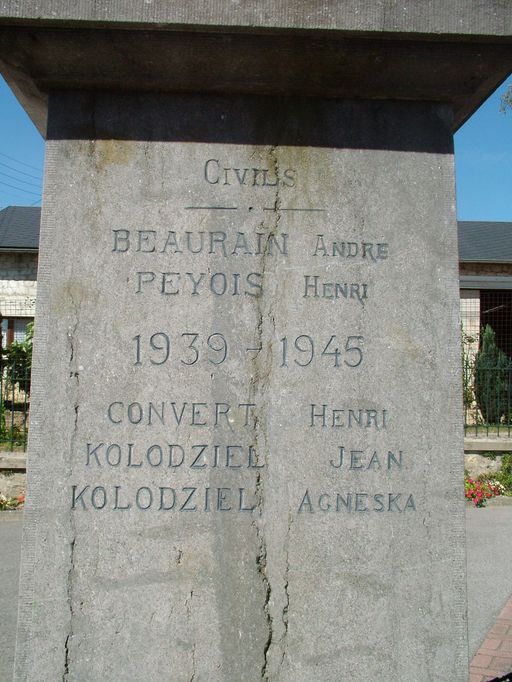 Civils
BEAURAIN Andre
PEYOIS Henri
1939 - 1945
CONVERT Henri
KOLODZIEL Jean
KOLODZIEL Agneska